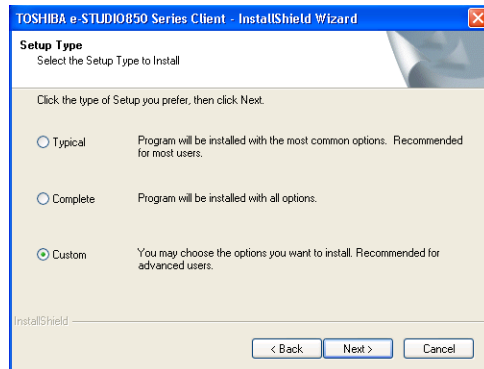 TOSHIBA e-STUDIO850 Series Client - InstallShield Wizard
Setup Type
Select the Setup Type to Install
Click the type of Setup you prefer, then click Next.
Typical
Program will be installed with the most common options. Recommended
for most users.
Complete
Program will be installed with all options.
Custom
You may choose the options you want to install. Recommended for
advanced users.
InstallShield
< Back
Next >
Cancel